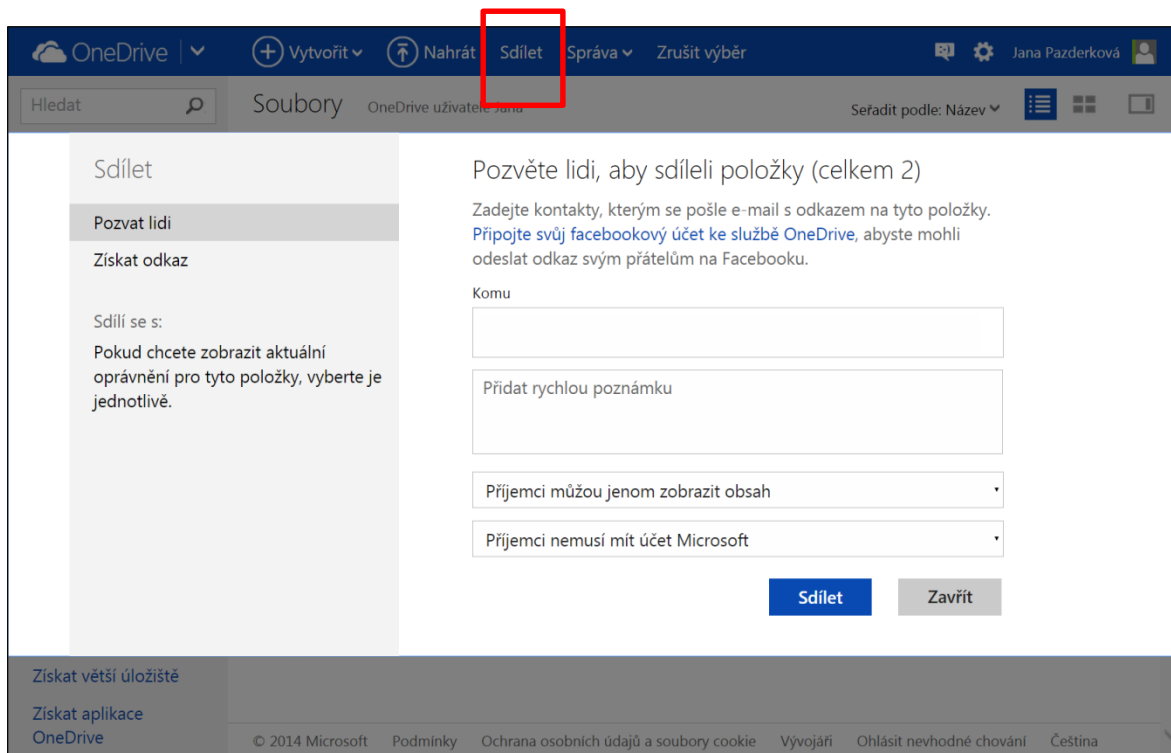 OneDrive
Vytvořit
Nahrát
Sdílet
Správa
Zrušit výběr
Jana Pazderková
Hledat
Soubory
OneDrive uživatele Jana
Seřadit podle: Název
Sdílet
Pozvat lidi
Získat odkaz
Sdílí se s:
Pokud chcete zobrazit aktuální
oprávnění pro tyto položky, vyberte je
jednotlivě.
Pozvěte lidi, aby sdíleli položky (celkem 2)
Zadejte kontakty, kterým se pošle e-mail s odkazem na tyto položky.
Připojte svůj facebookový účet ke službě OneDrive, abyste mohli
odeslat odkaz svým přátelům na Facebooku.
Komu
Přidat rychlou poznámku
Příjemci můžou jenom zobrazit obsah
Příjemci nemusí mít účet Microsoft
Sdílet
Zavřít
Získat větší úložiště
Získat aplikace
OneDrive
© 2014 Microsoft
Podmínky
Ochrana osobních údajů a soubory cookie
Vývojáři
Ohlásit nevhodné chování
Čeština